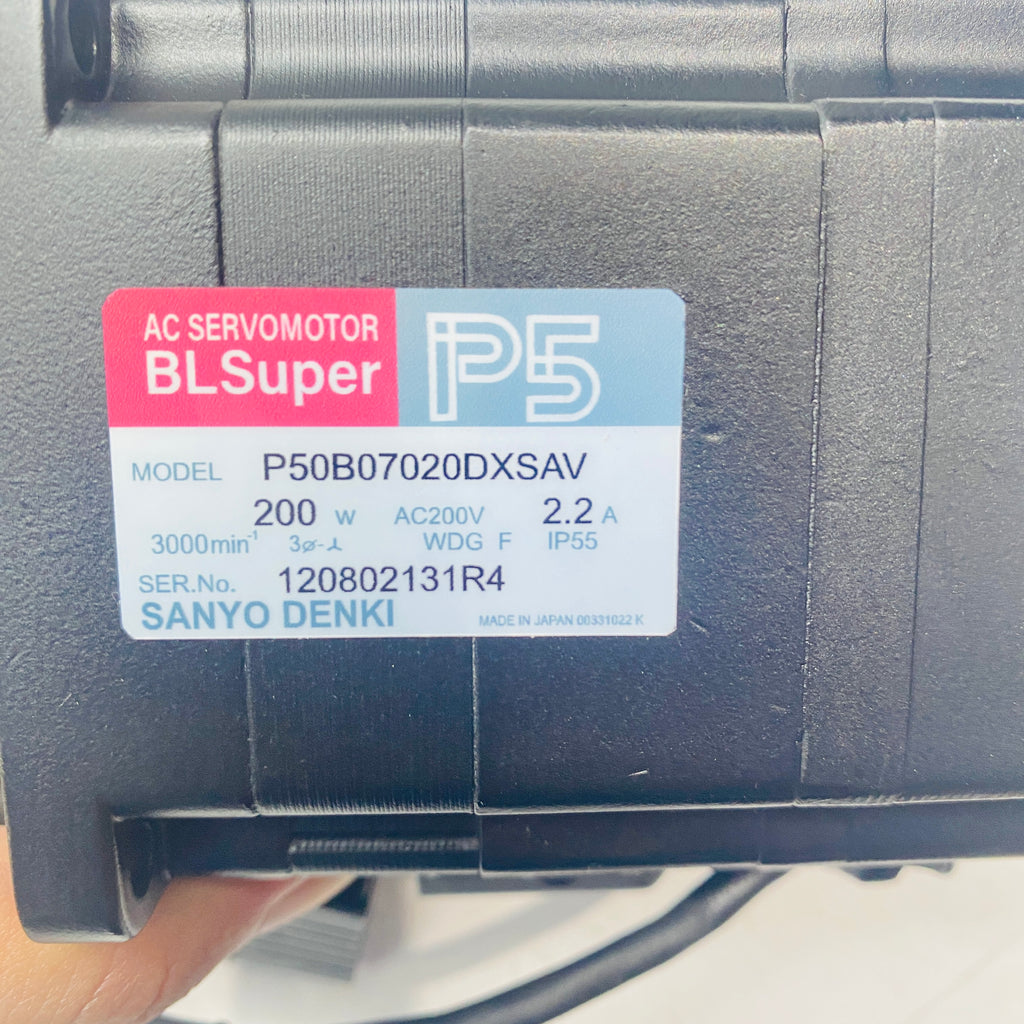 AC SERVOMOTOR
BLSuper
P5
MODEL P50B07020DXSAV
200 W AC200V 2.2 A
3000min⁻¹ 3ø-⅄ WDG F IP55
SER.No. 120802131R4
SANYO DENKI
MADE IN JAPAN 00331022 K